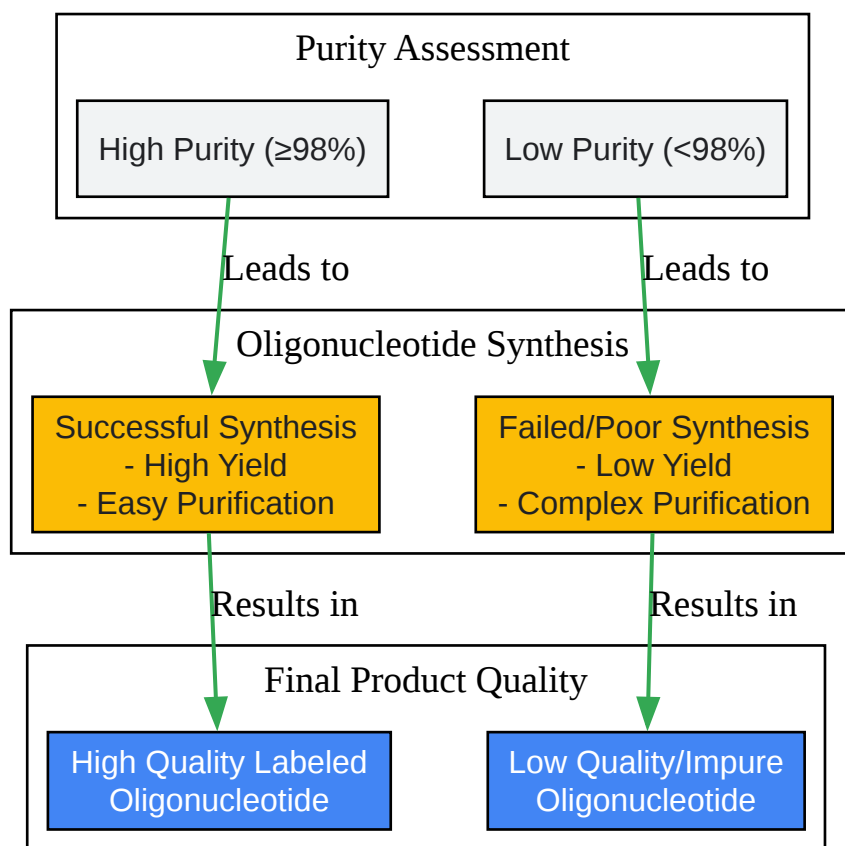 Purity Assessment
High Purity (≥98%)
Low Purity (<98%)
Leads to
Leads to
Oligonucleotide Synthesis
Successful Synthesis
- High Yield
- Easy Purification
Failed/Poor Synthesis
- Low Yield
- Complex Purification
Results in
Results in
Final Product Quality
High Quality Labeled
Oligonucleotide
Low Quality/Impure
Oligonucleotide